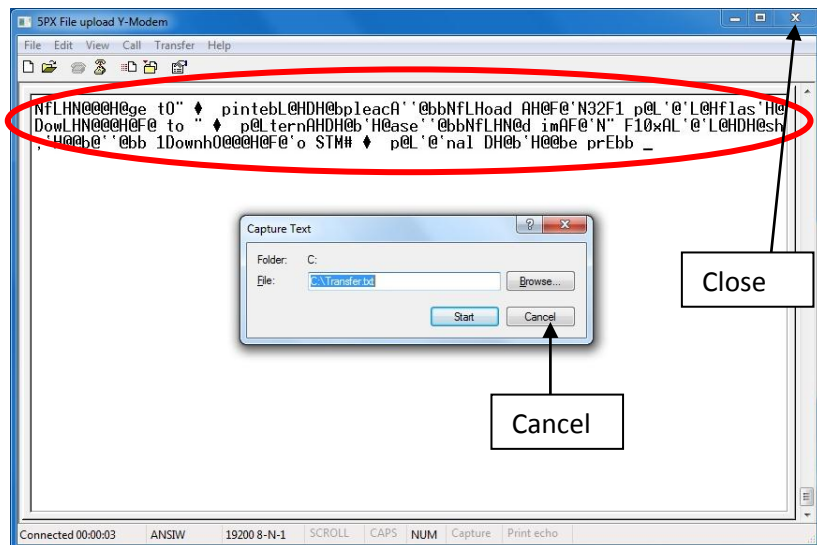 5PX File upload Y-Modem
File Edit View Call Transfer Help
NfLHN@@@H@ge tO" ♦ pintebL@HDH@bpleacA''@bbNfLHoad AH@F@'N32F1 p@L'@'L@Hflas'H@
DowLHN@@@H@F@ to " ♦ p@LternAHDH@b'H@ase''@bbNfLHN@d imAF@'N" F10xAL'@'L@HDH@sh
,'H@@b@''@bb 1DownhO@@@H@F@'o STM# ♦ p@L'@'nal DH@b'H@@be prEbb _
Capture Text
Folder: C:
File: C:\Transfer.txt Browse...
Start Cancel
Close
Cancel
Connected 00:00:03 ANSIW 19200 8-N-1 SCROLL CAPS NUM Capture Print echo